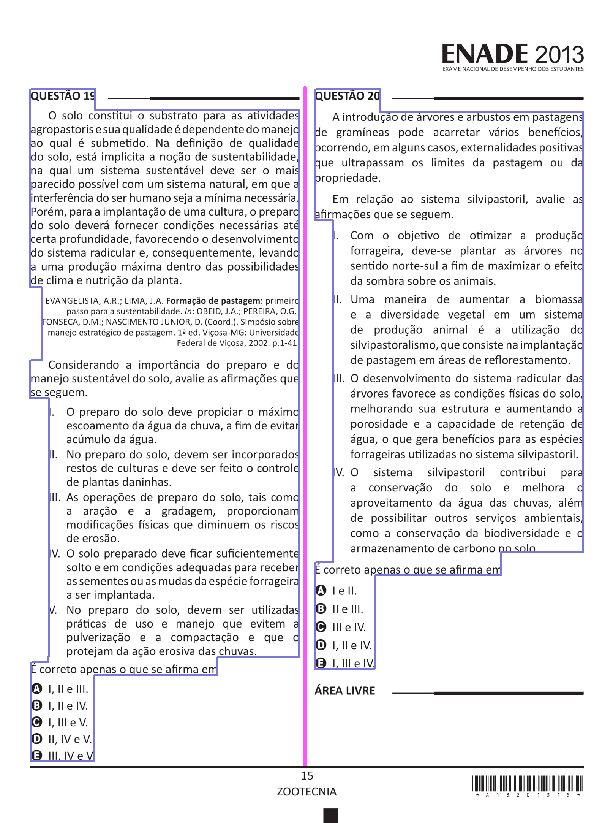 ENADE 2013
EXAME NACIONAL DE DESEMPENHO DOS ESTUDANTES
QUESTÃO 19
O solo constitui o substrato para as atividades
agropastoris e sua qualidade é dependente do manejo
ao qual é submetido. Na definição de qualidade
do solo, está implícita a noção de sustentabilidade,
na qual um sistema sustentável deve ser o mais
parecido possível com um sistema natural, em que a
interferência do ser humano seja a mínima necessária.
Porém, para a implantação de uma cultura, o preparo
do solo deverá fornecer condições necessárias até
certa profundidade, favorecendo o desenvolvimento
do sistema radicular e, consequentemente, levando
a uma produção máxima dentro das possibilidades
de clima e nutrição da planta.
EVANGELISTA, A.R.; LIMA, J.A. Formação de pastagem: primeiro
passo para a sustentabilidade. In: OBEID, J.A.; PEREIRA, O.G.
FONSECA, D.M.; NASCIMENTO JUNIOR, D. (Coord.). Simpósio sobre
manejo estratégico de pastagem. 1ª ed. Viçosa-MG: Universidade
Federal de Viçosa, 2002. p.1-41.
Considerando a importância do preparo e do
manejo sustentável do solo, avalie as afirmações que
se seguem.
I. O preparo do solo deve propiciar o máximo
escoamento da água da chuva, a fim de evitar
acúmulo da água.
II. No preparo do solo, devem ser incorporados
restos de culturas e deve ser feito o controle
de plantas daninhas.
III. As operações de preparo do solo, tais como
a aração e a gradagem, proporcionam
modificações físicas que diminuem os riscos
de erosão.
IV. O solo preparado deve ficar suficientemente
solto e em condições adequadas para receber
as sementes ou as mudas da espécie forrageira
a ser implantada.
V. No preparo do solo, devem ser utilizadas
práticas de uso e manejo que evitem a
pulverização e a compactação e que o
protejam da ação erosiva das chuvas.
É correto apenas o que se afirma em
A I, II e III.
B I, II e IV.
C I, III e V.
D II, IV e V.
E III, IV e V
QUESTÃO 20
A introdução de árvores e arbustos em pastagens
de gramíneas pode acarretar vários benefícios,
ocorrendo, em alguns casos, externalidades positivas
que ultrapassam os limites da pastagem ou da
propriedade.
Em relação ao sistema silvipastoril, avalie as
afirmações que se seguem.
I. Com o objetivo de otimizar a produção
forrageira, deve-se plantar as árvores no
sentido norte-sul a fim de maximizar o efeito
da sombra sobre os animais.
II. Uma maneira de aumentar a biomassa
e a diversidade vegetal em um sistema
de produção animal é a utilização do
silvipastoralismo, que consiste na implantação
de pastagem em áreas de reflorestamento.
III. O desenvolvimento do sistema radicular das
árvores favorece as condições físicas do solo,
melhorando sua estrutura e aumentando a
porosidade e a capacidade de retenção de
água, o que gera benefícios para as espécies
forrageiras utilizadas no sistema silvipastoril.
IV. O sistema silvipastoril contribui para
a conservação do solo e melhora o
aproveitamento da água das chuvas, além
de possibilitar outros serviços ambientais,
como a conservação da biodiversidade e o
armazenamento de carbono no solo
É correto apenas o que se afirma em
A I e II.
B II e III.
C III e IV.
D I, II e IV.
E I, III e IV.
ÁREA LIVRE
15
ZOOTECNIA